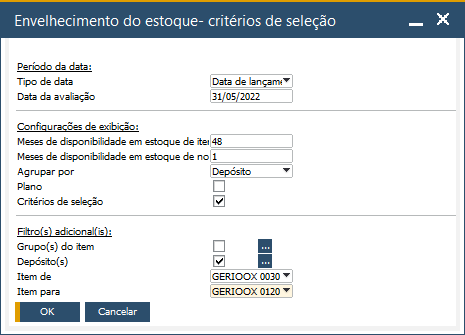 Envelhecimento do estoque- critérios de seleção
Período da data:
Tipo de data Data de lançame
Data da avaliação 31/05/2022
Configurações de exibição:
Meses de disponibilidade em estoque de iter 48
Meses de disponibilidade em estoque de no 1
Agrupar por Depósito
Plano
Critérios de seleção
Filtro(s) adicional(is):
Grupo(s) do item ...
Depósito(s) ...
Item de GERIOOX 0030
Item para GERIOOX 0120
OK Cancelar